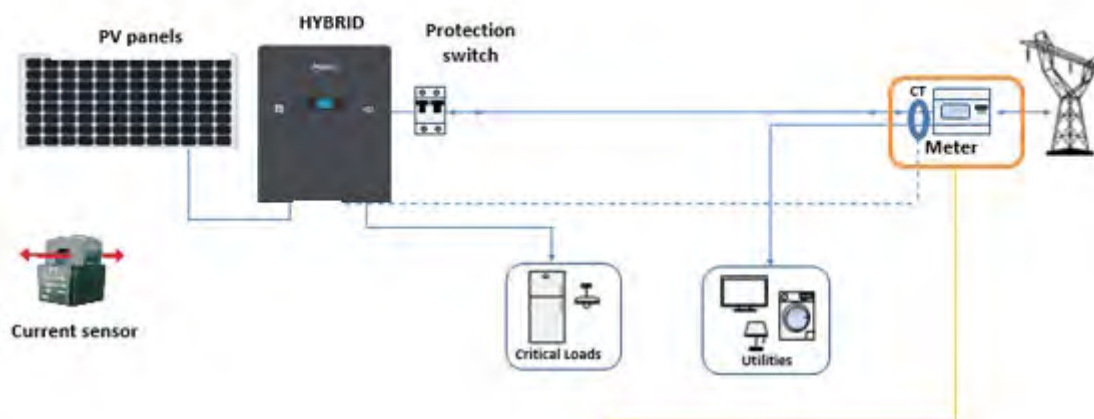 HYBRID
PV panels
Protection
switch
CT
Meter
Current sensor
Critical Loads
Utilities